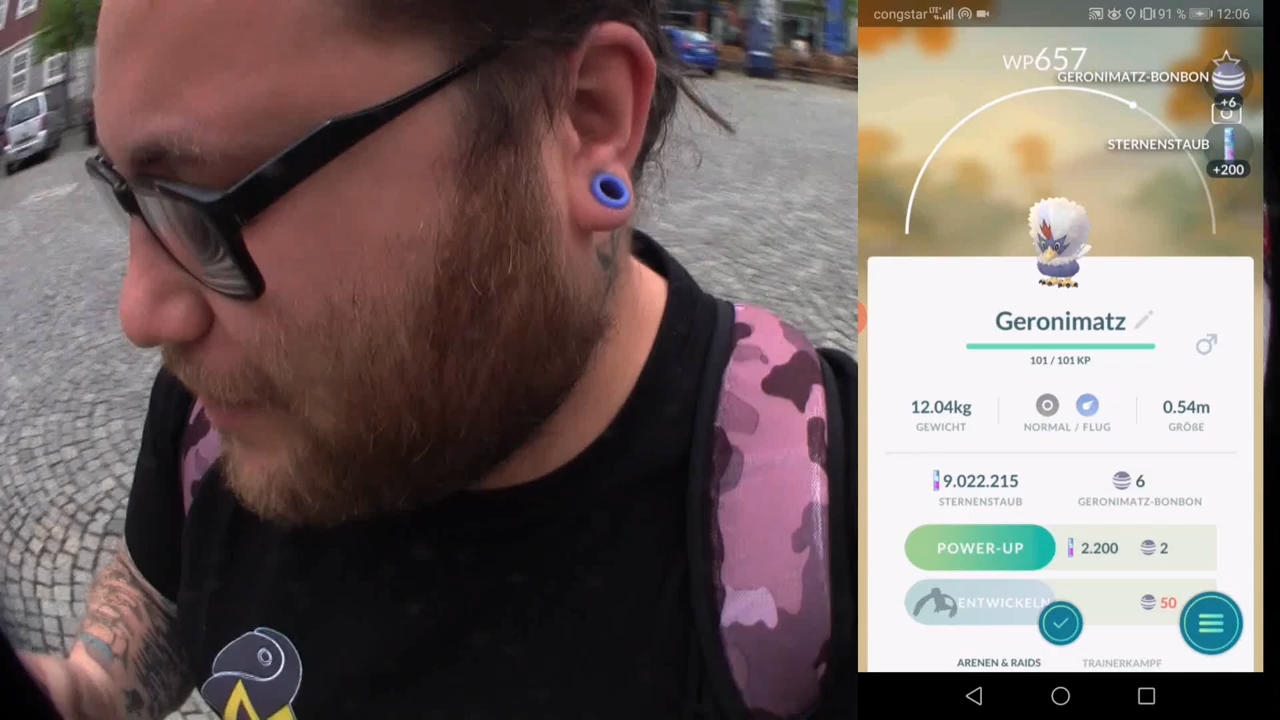 congstar
LTE+
91 %
12:06
WP657
GERONIMATZ-BONBON
+6
STERNENSTAUB
+200
Geronimatz
101 / 101 KP
12.04kg
GEWICHT
NORMAL / FLUG
0.54m
GRÖẞE
9.022.215
STERNENSTAUB
6
GERONIMATZ-BONBON
POWER-UP
2.200
2
ENTWICKELN
50
ARENEN & RAIDS
TRAINERKAMPF